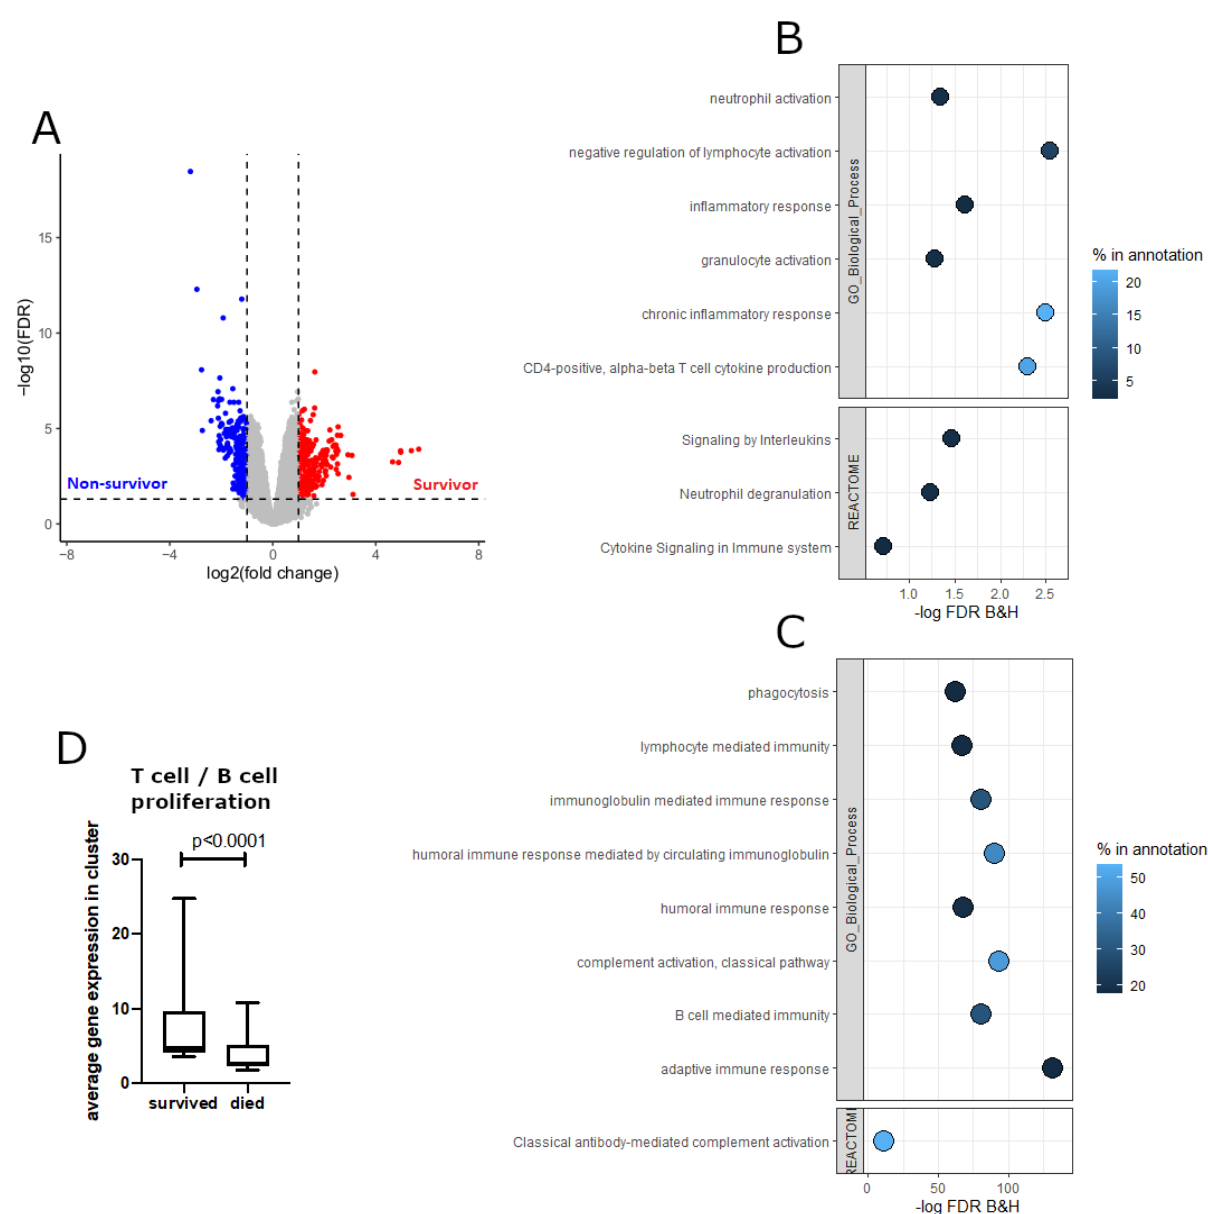 A
−log10(FDR)
15
10
5
0
Non-survivor
Survivor
−8
−4
0
4
8
log2(fold change)
B
neutrophil activation
negative regulation of lymphocyte activation
inflammatory response
granulocyte activation
chronic inflammatory response
CD4-positive, alpha-beta T cell cytokine production
GO_Biological_Process
Signaling by Interleukins
Neutrophil degranulation
Cytokine Signaling in Immune system
REACTOME
1.0
1.5
2.0
2.5
-log FDR B&H
% in annotation
20
15
10
5
C
phagocytosis
lymphocyte mediated immunity
immunoglobulin mediated immune response
humoral immune response mediated by circulating immunoglobulin
humoral immune response
complement activation, classical pathway
B cell mediated immunity
adaptive immune response
GO_Biological_Process
Classical antibody-mediated complement activation
REACTOME
0
50
100
-log FDR B&H
% in annotation
50
40
30
20
D
T cell / B cell
proliferation
p<0.0001
average gene expression in cluster
30
20
10
0
survived
died